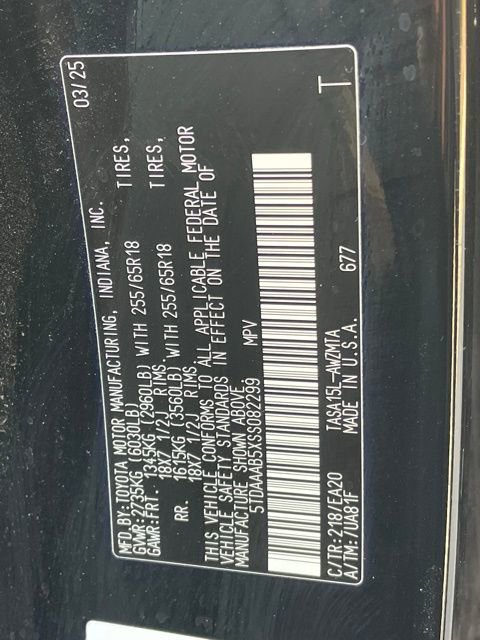 MFD. BY: TOYOTA MOTOR MANUFACTURING, INDIANA, INC. 03/25
GVWR: 2735KG (6030LB)
GAWR:FRT. 1345KG (2960LB) WITH 255/65R18 TIRES,
18X7 1/2J RIMS,
RR. 1615KG (3560LB) WITH 255/65R18 TIRES,
18X7 1/2J RIMS,
THIS VEHICLE CONFORMS TO ALL APPLICABLE FEDERAL MOTOR
VEHICLE SAFETY STANDARDS IN EFFECT ON THE DATE OF
MANUFACTURE SHOWN ABOVE.
5TDAAAB5XSS082299 MPV
C/TR:218/EA20 TASA15L-AWZMTA T
A/TM:/UA81F U.S.A. 677